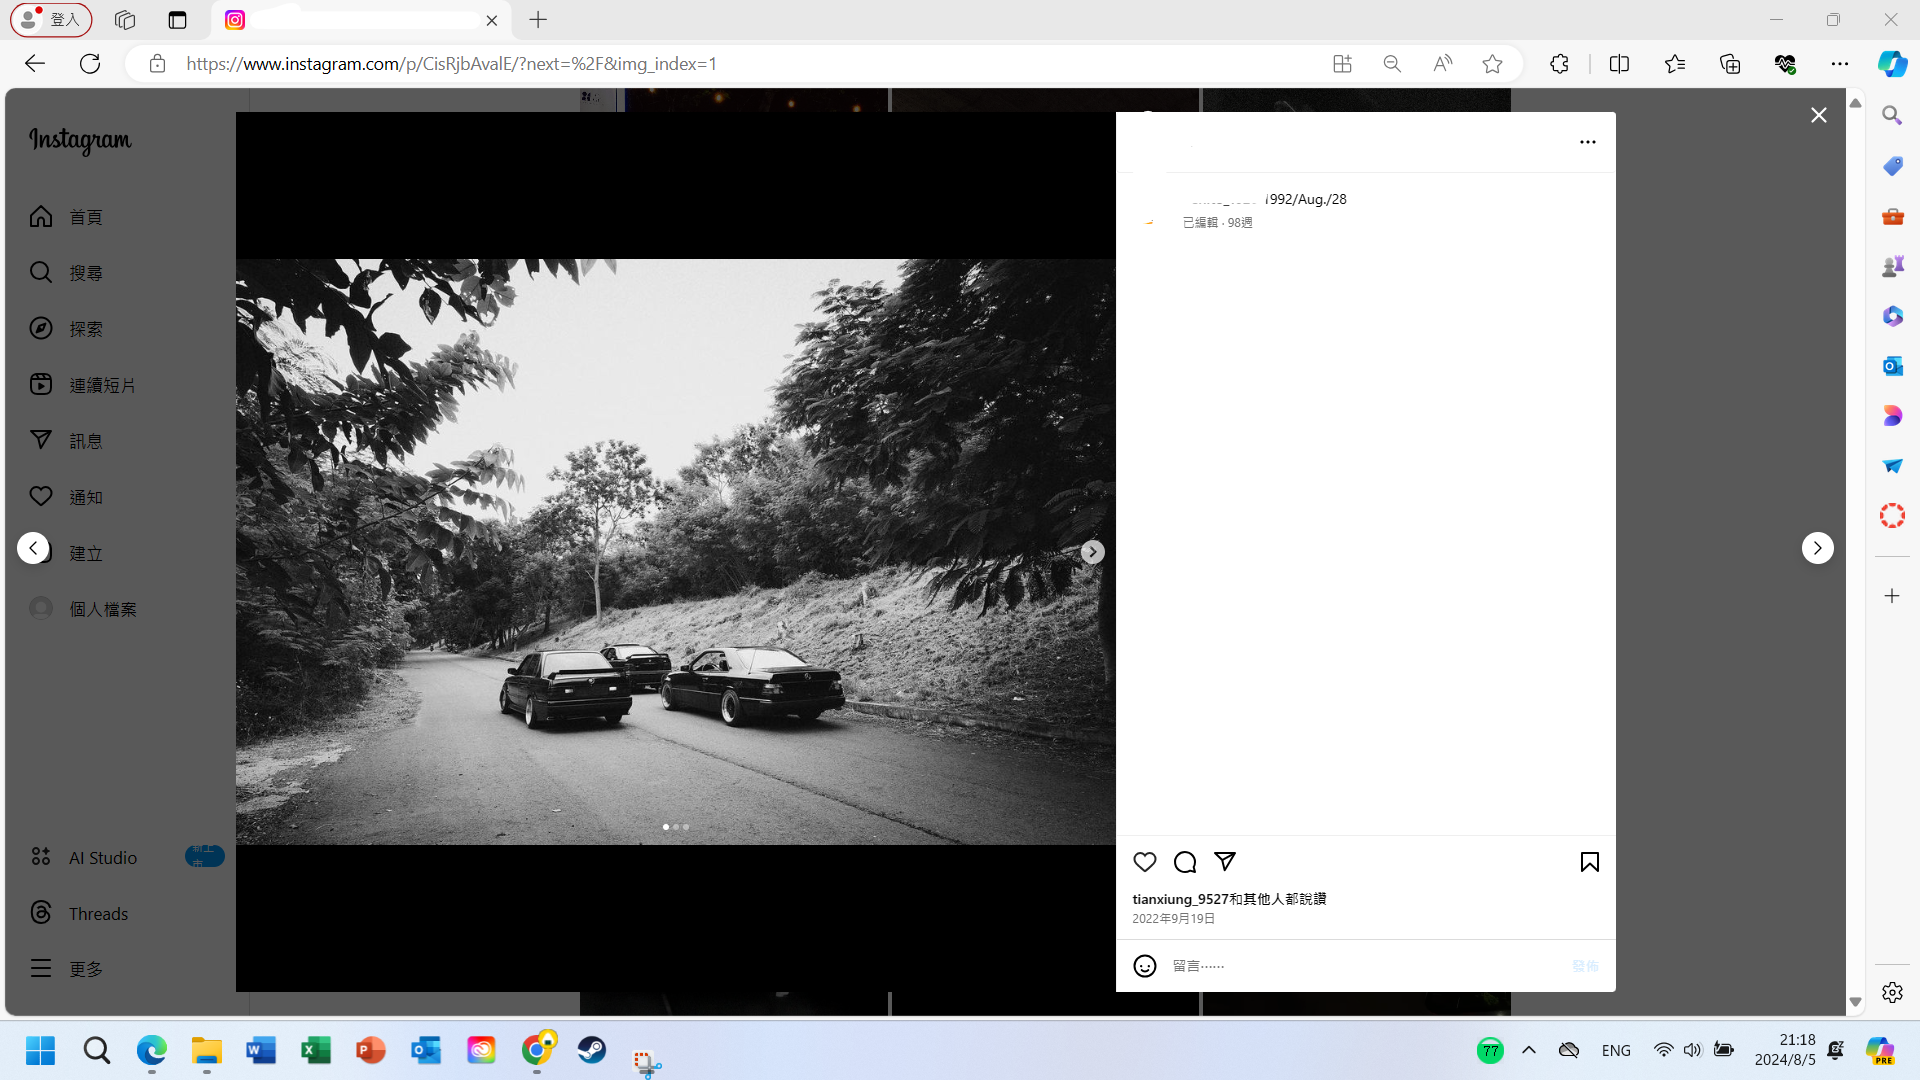 登入
https://www.instagram.com/p/CisRjbAvalE/?next=%2F&img_index=1
Instagram
首頁
搜尋
探索
連續短片
訊息
通知
建立
個人檔案
AI Studio
Threads
更多
1992/Aug./28
已編輯 · 98週
tianxiung_9527和其他人都說讚
2022年9月19日
留言⋯⋯
發佈
77
ENG
21:18
2024/8/5
PRE